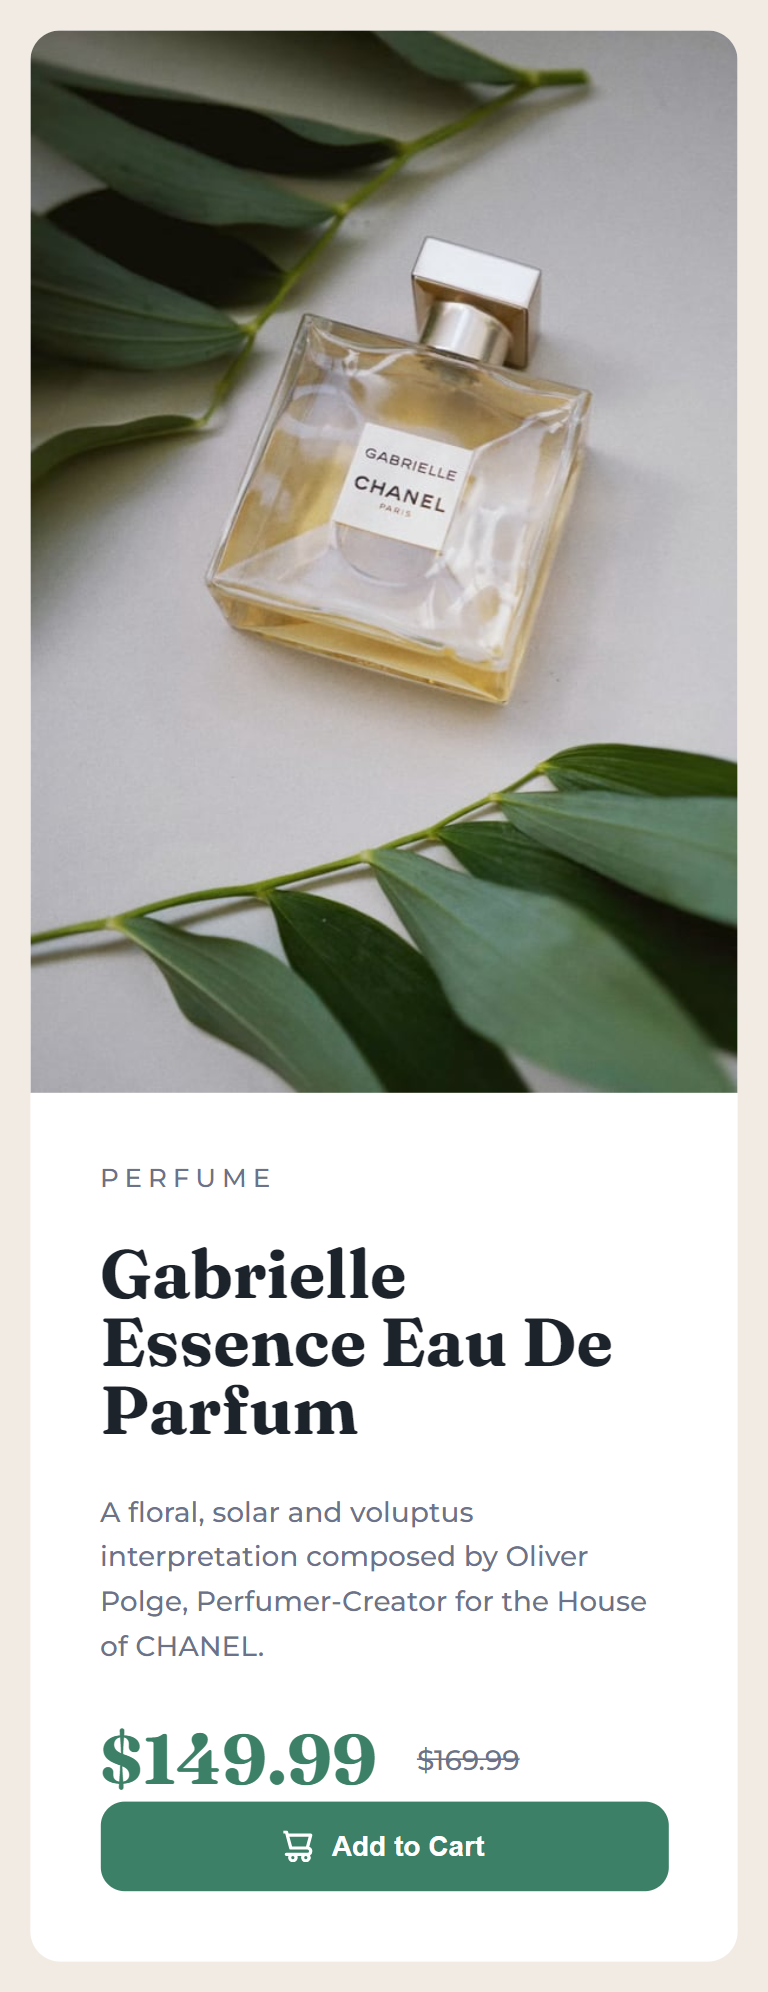 GABRIELLE
CHANEL
PARIS
PERFUME
Gabrielle
Essence Eau De
Parfum
A floral, solar and voluptus
interpretation composed by Oliver
Polge, Perfumer-Creator for the House
of CHANEL.
$149.99 $169.99
Add to Cart